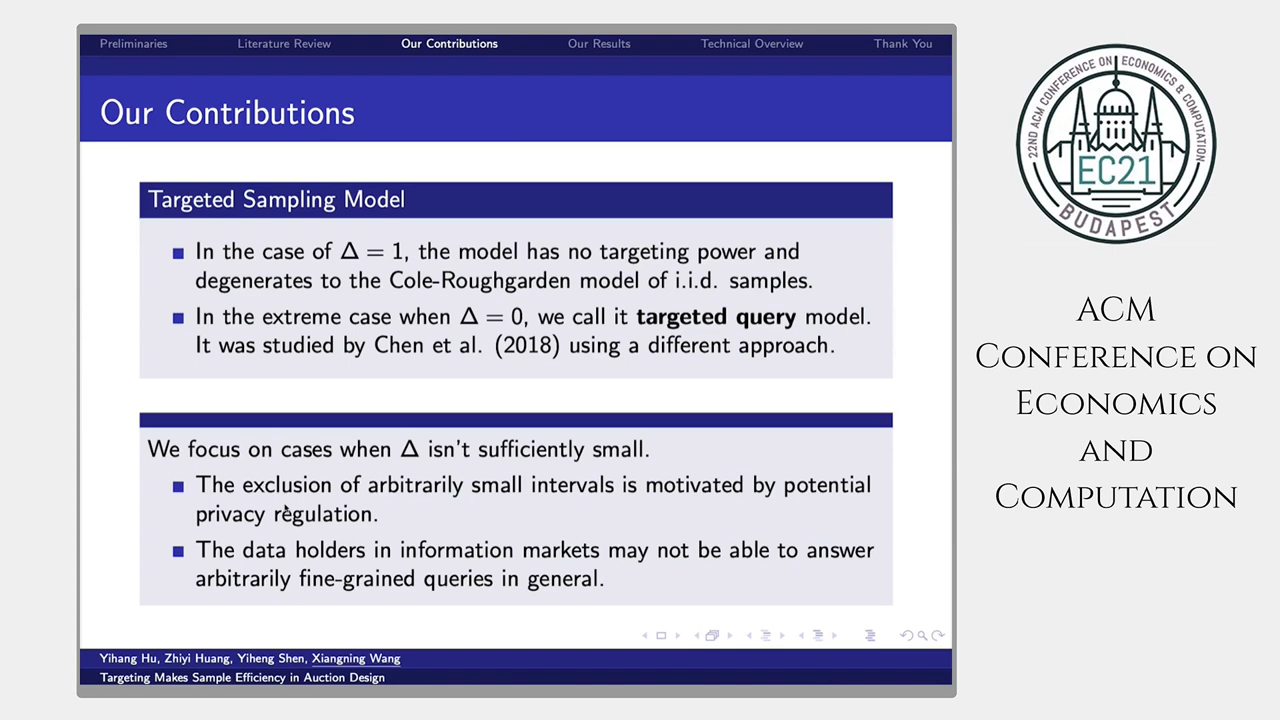 Preliminaries Literature Review Our Contributions Our Results Technical Overview Thank You
Our Contributions
Targeted Sampling Model
In the case of Δ = 1, the model has no targeting power and
degenerates to the Cole-Roughgarden model of i.i.d. samples.
In the extreme case when Δ = 0, we call it targeted query model.
It was studied by Chen et al. (2018) using a different approach.
We focus on cases when Δ isn't sufficiently small.
The exclusion of arbitrarily small intervals is motivated by potential
privacy regulation.
The data holders in information markets may not be able to answer
arbitrarily fine-grained queries in general.
Yihang Hu, Zhiyi Huang, Yiheng Shen, Xiangning Wang
Targeting Makes Sample Efficiency in Auction Design
22ND ACM CONFERENCE ON ECONOMICS & COMPUTATION
EC21
BUDAPEST
ACM
Conference on
Economics
and
Computation